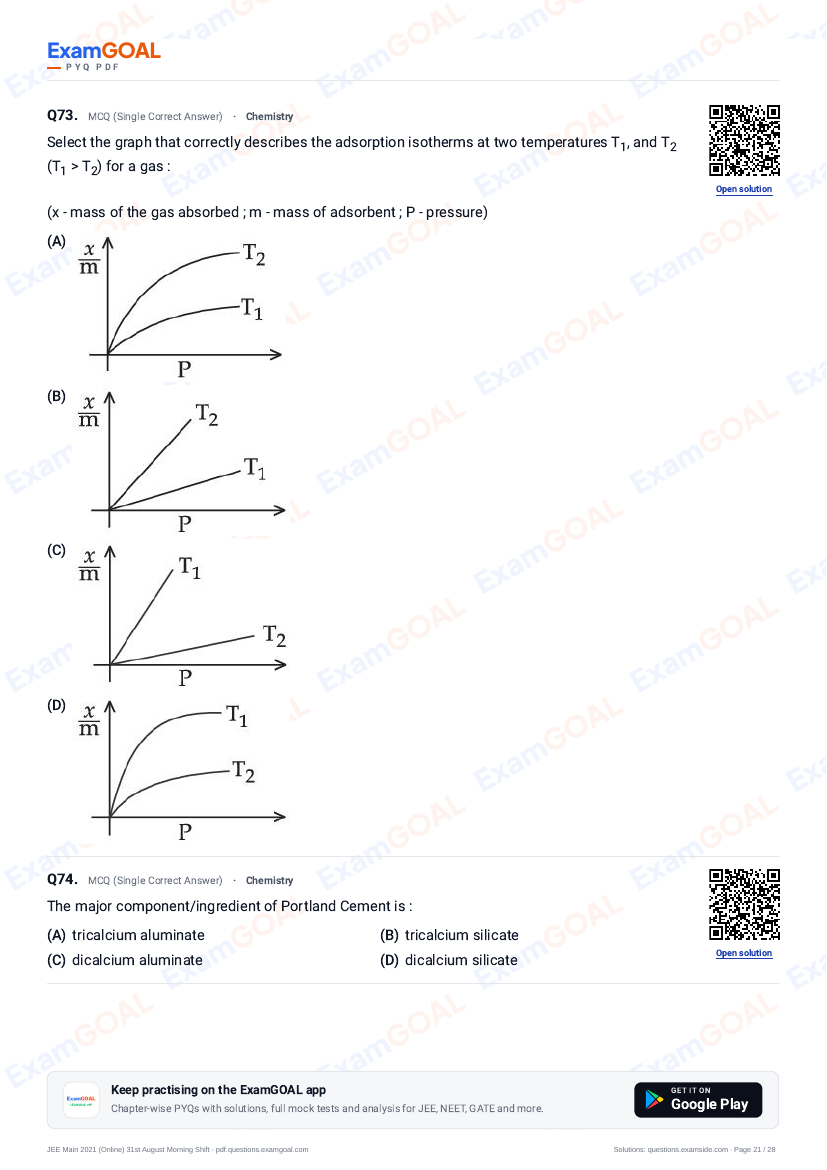 ExamGOAL
PYQ PDF
Q73. MCQ (Single Correct Answer) · Chemistry
Select the graph that correctly describes the adsorption isotherms at two temperatures T1, and T2
(T1 > T2) for a gas :
Open solution
(x - mass of the gas absorbed ; m - mass of adsorbent ; P - pressure)
(A)
x
m
T2
T1
P
(B)
x
m
T2
T1
P
(C)
x
m
T1
T2
P
(D)
x
m
T1
T2
P
Q74. MCQ (Single Correct Answer) · Chemistry
The major component/ingredient of Portland Cement is :
(A) tricalcium aluminate (B) tricalcium silicate
(C) dicalcium aluminate (D) dicalcium silicate
Open solution
Keep practising on the ExamGOAL app
Chapter-wise PYQs with solutions, full mock tests and analysis for JEE, NEET, GATE and more.
ExamGOAL
GET IT ON
Google Play
JEE Main 2021 (Online) 31st August Morning Shift · pdf.questions.examgoal.com
Solutions: questions.examside.com · Page 21 / 28